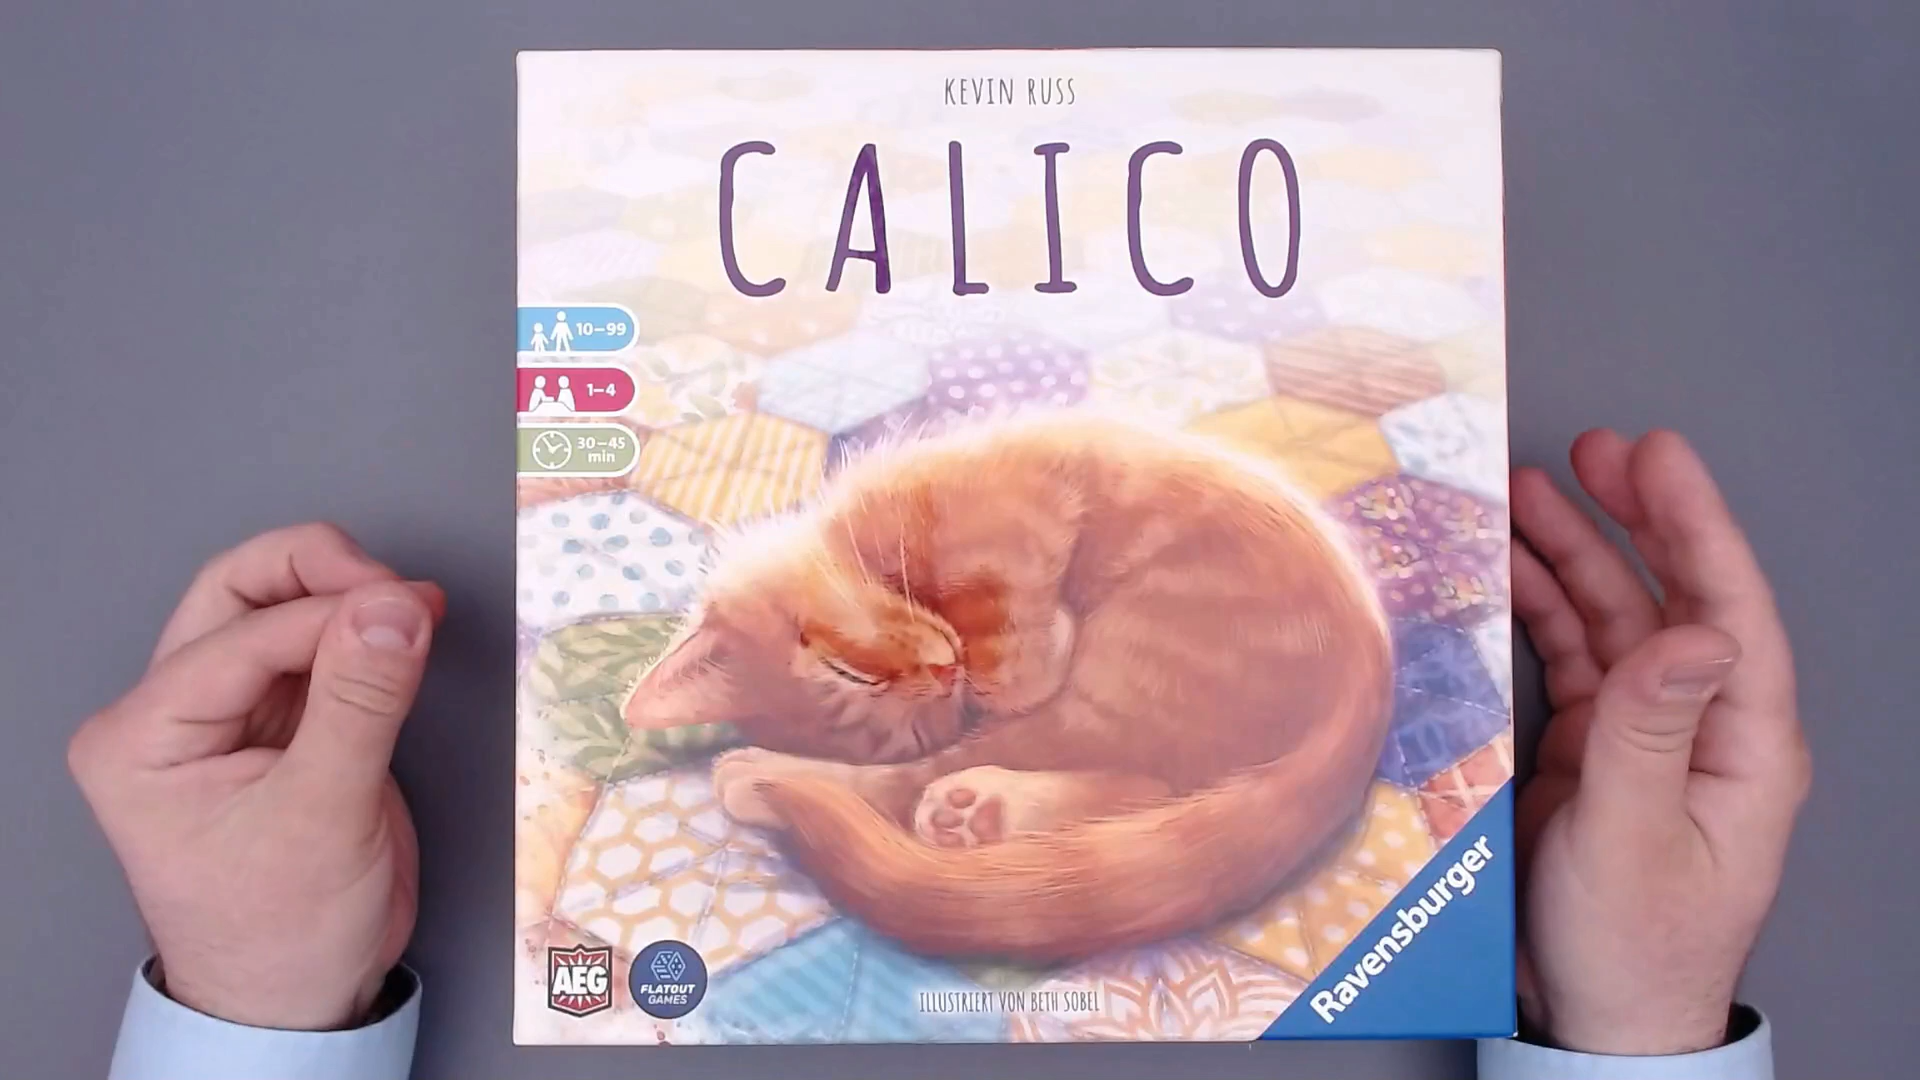 KEVIN RUSS
CALICO
10–99
1–4
30–45
min
AEG
FLATOUT
GAMES
ILLUSTRIERT VON BETH SOBEL
Ravensburger